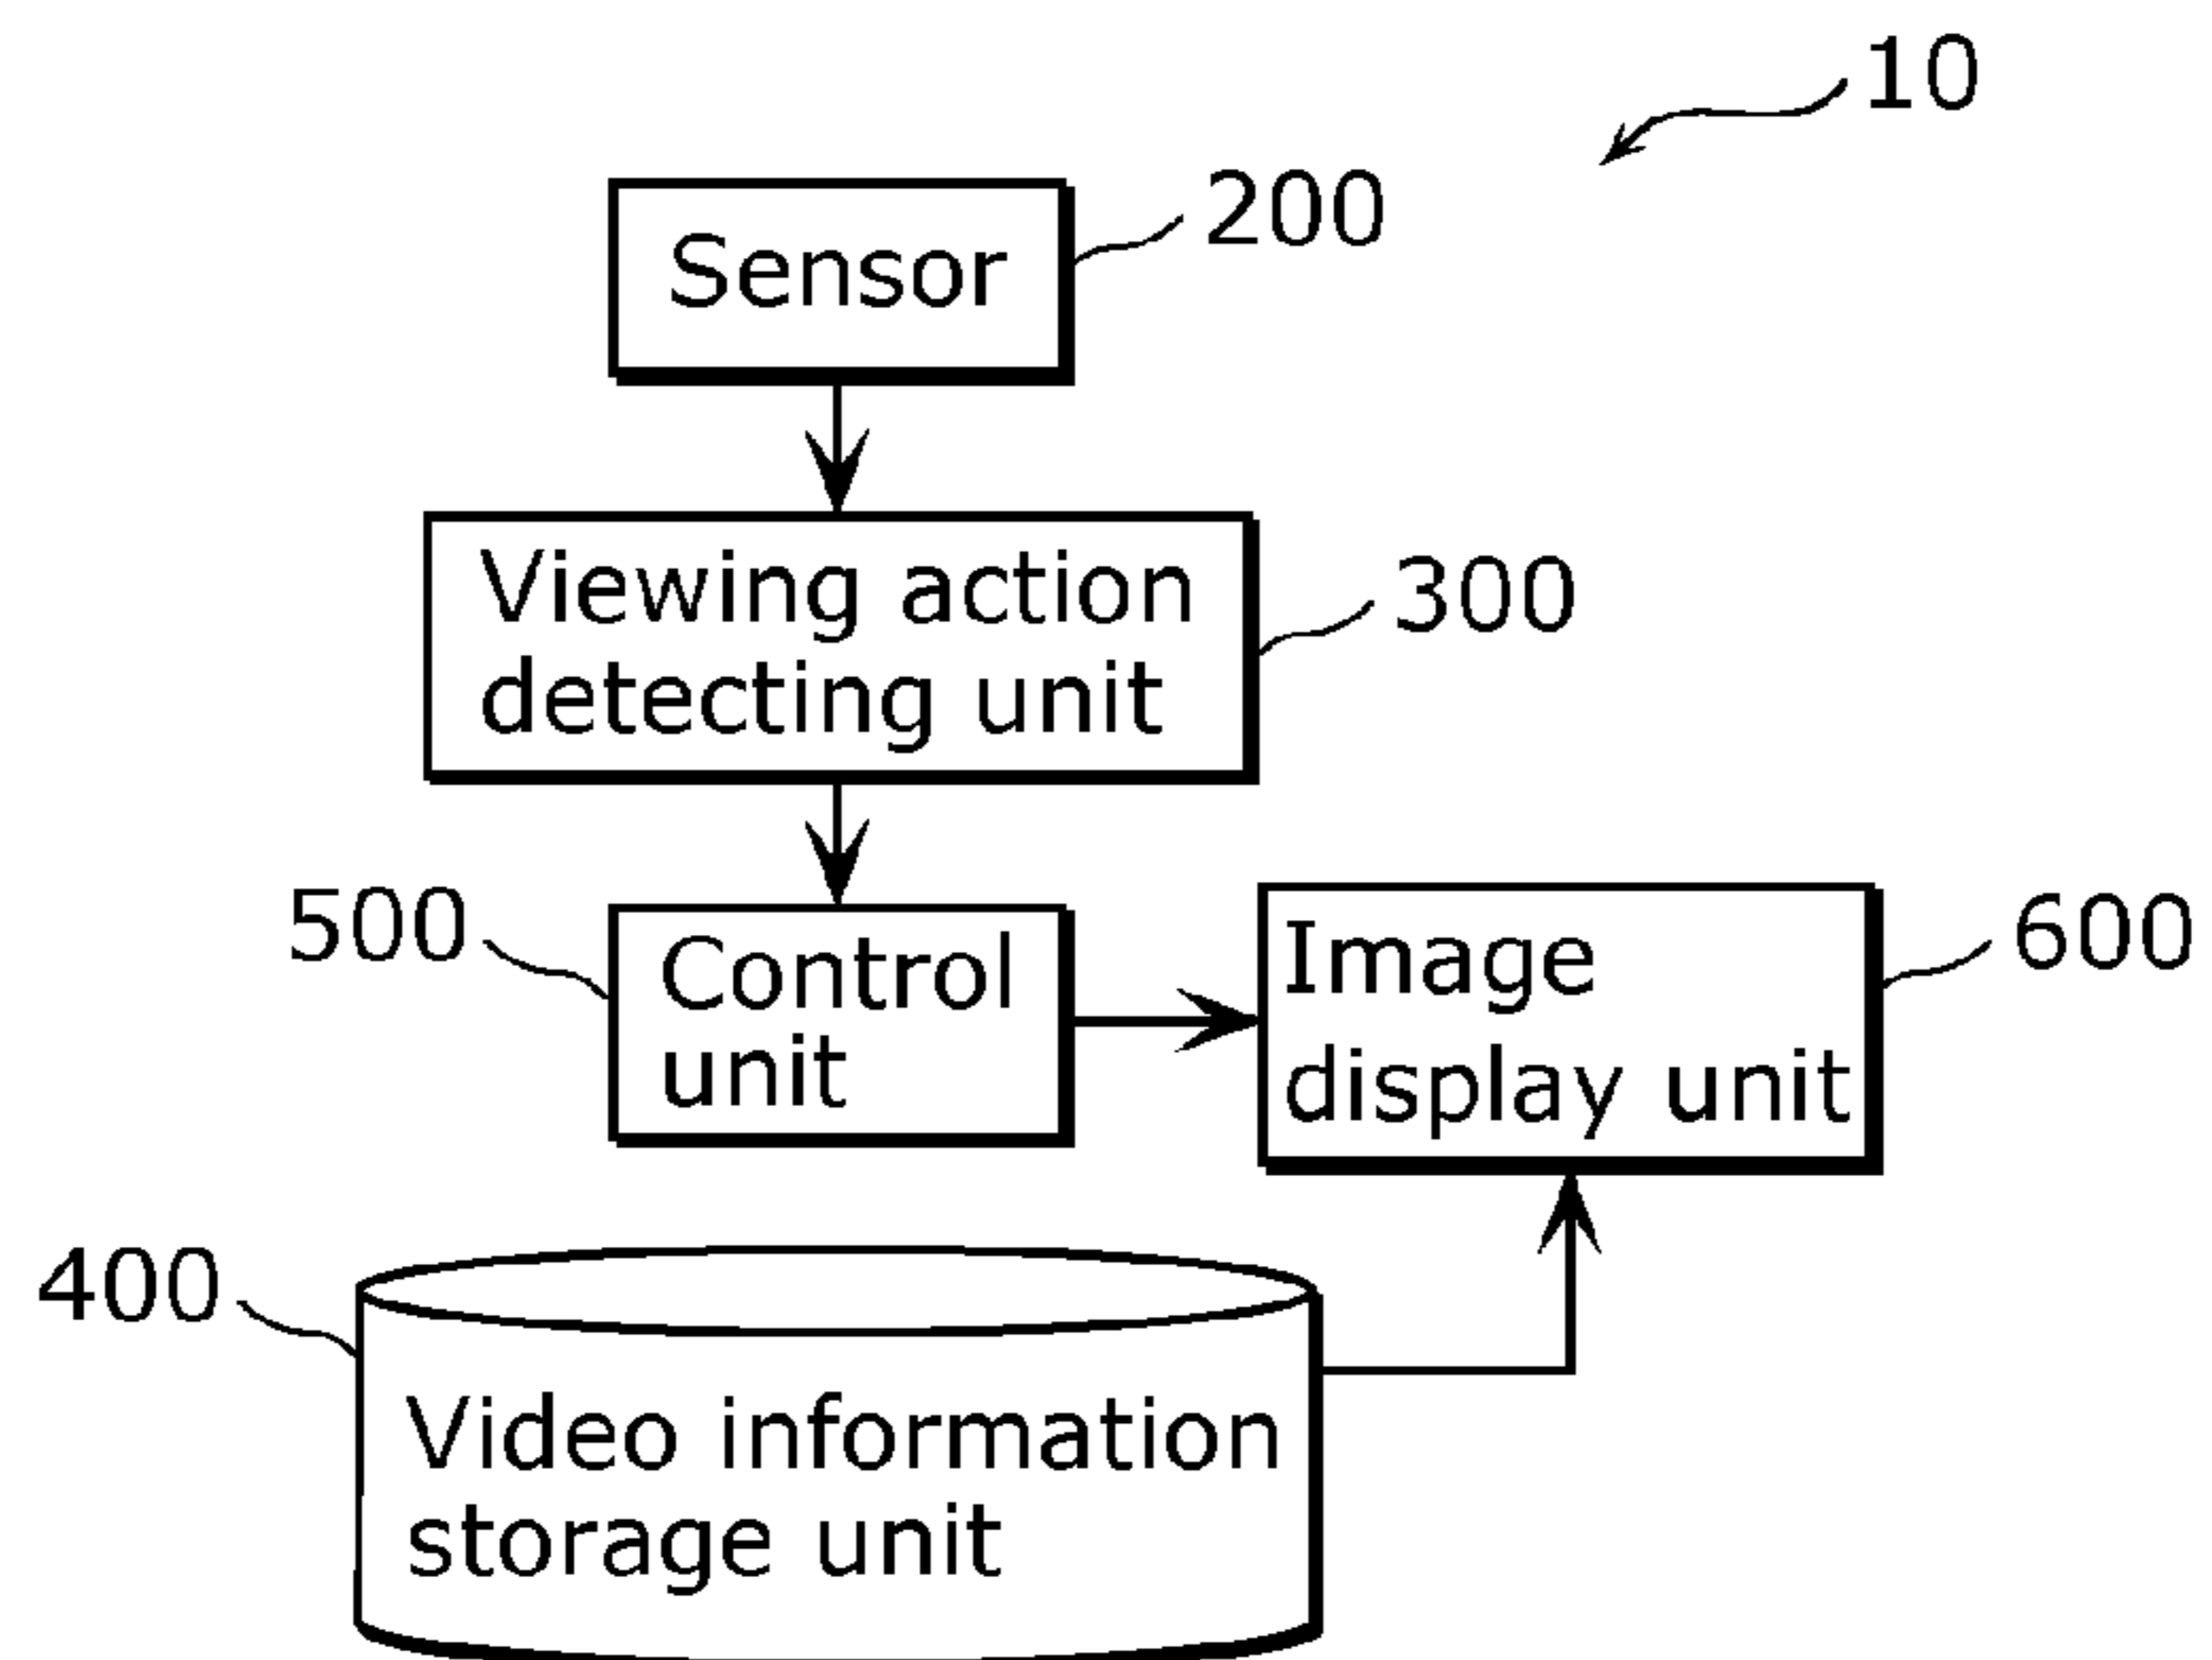 10
Sensor
200
Viewing action
detecting unit
300
500
Control
unit
Image
display unit
600
400
Video information
storage unit